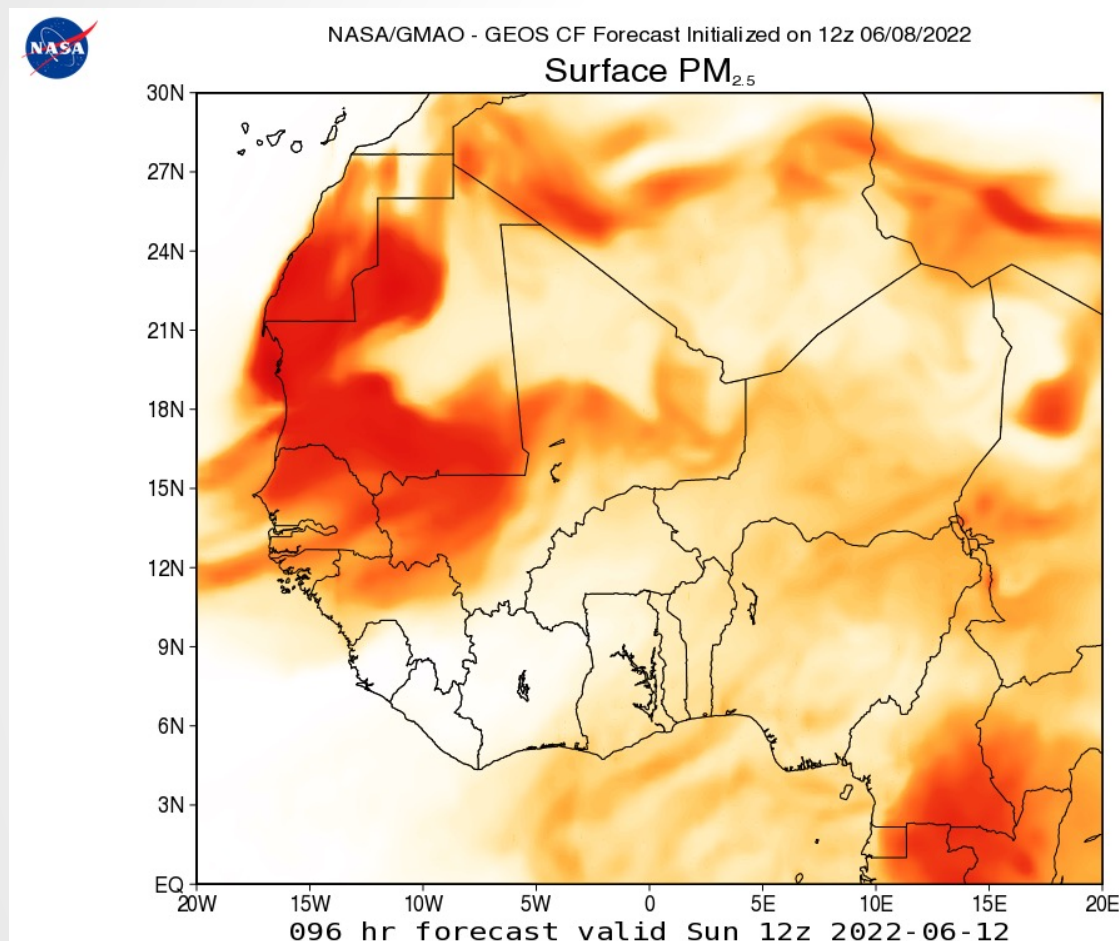 NASA
NASA/GMAO - GEOS CF Forecast Initialized on 12z 06/08/2022
Surface PM2.5
30N
27N
24N
21N
18N
15N
12N
9N
6N
3N
EQ
20W 15W 10W 5W 0 5E 10E 15E 20E
096 hr forecast valid Sun 12z 2022-06-12